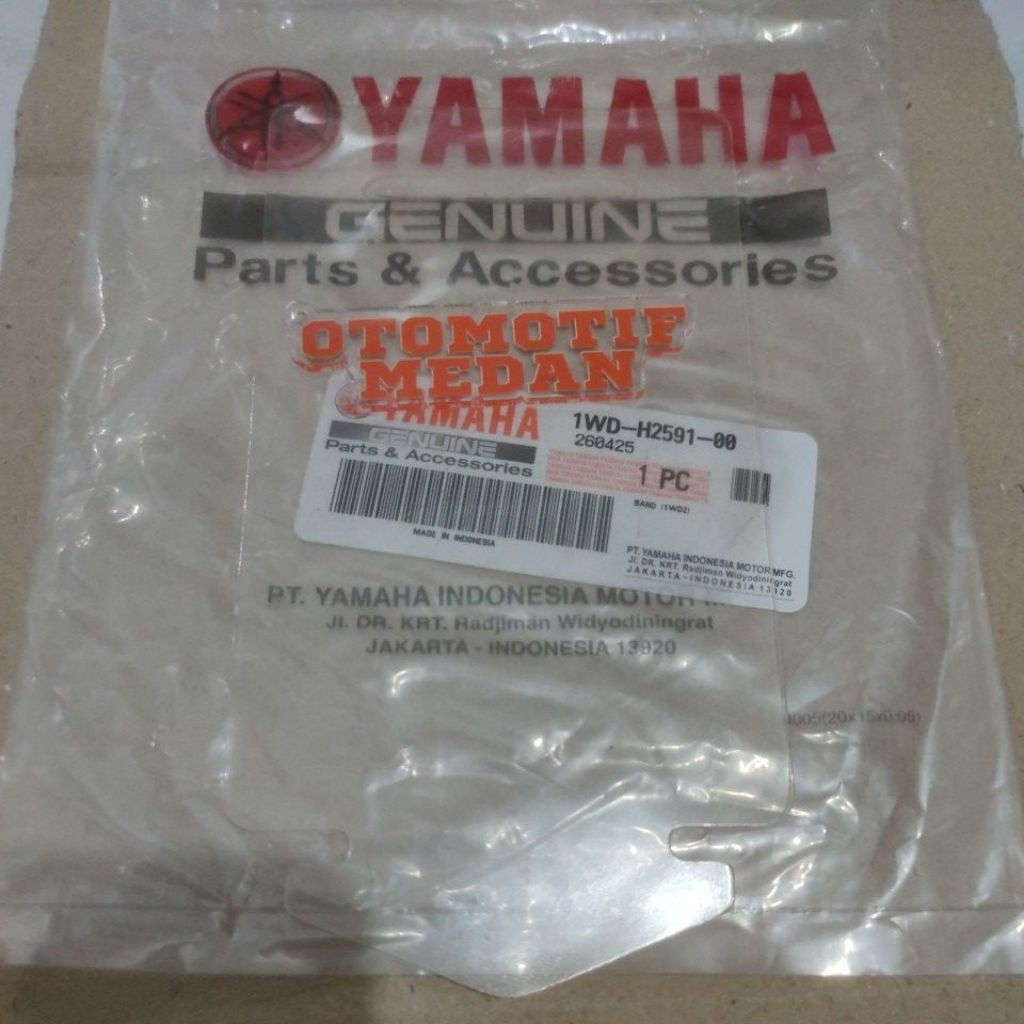 YAMAHA
GENUINE
Parts & Accessories
OTOMOTIF
MEDAN
YAMAHA
GENUINE
Parts & Accessories
1WD-H2591-00
260425
1 PC
BAND (1WD2)
MADE IN INDONESIA
PT. YAMAHA INDONESIA MOTOR MFG.
Jl. DR. KRT. Radjiman Widyodiningrat
JAKARTA - INDONESIA 13920
PT. YAMAHA INDONESIA MOTOR
Jl. DR. KRT. Radjiman Widyodiningrat
JAKARTA - INDONESIA 13920